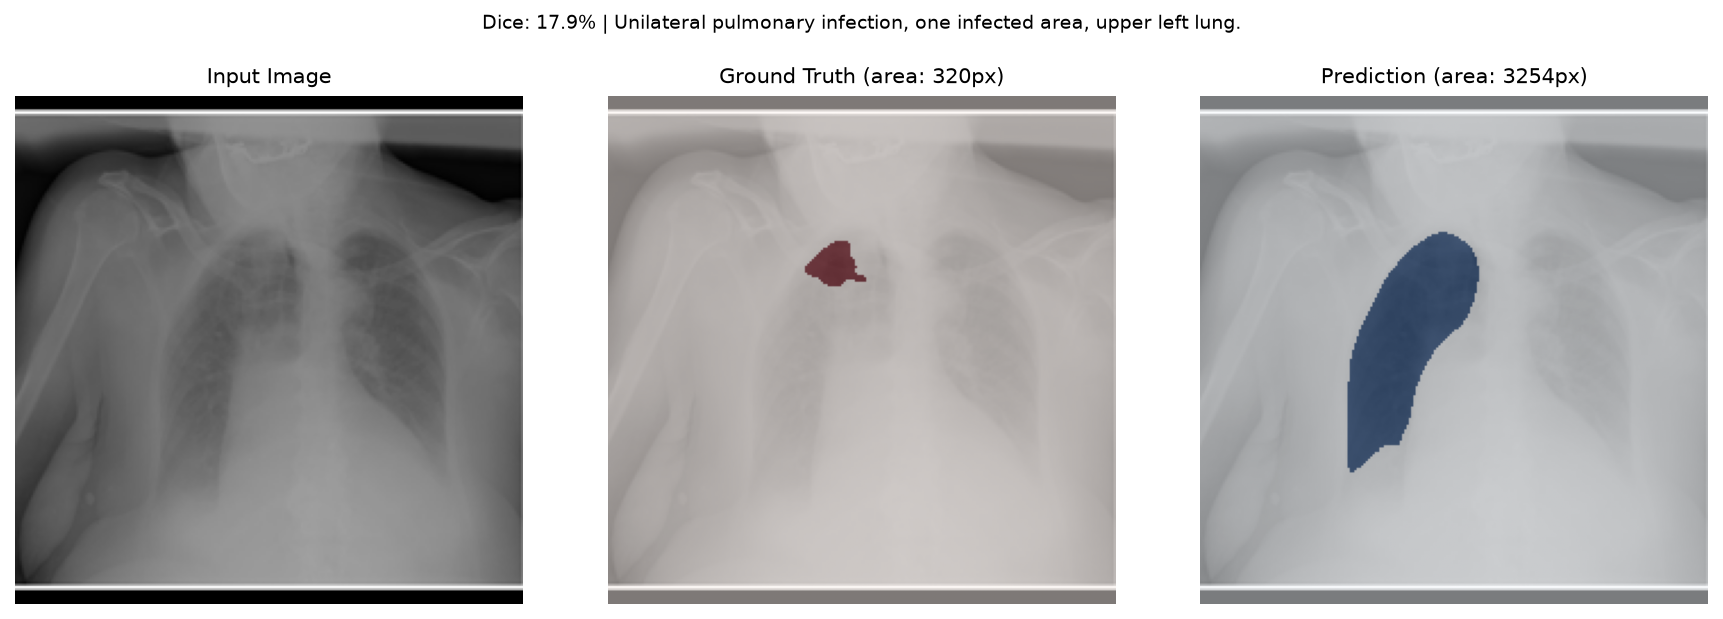 Dice: 17.9% | Unilateral pulmonary infection, one infected area, upper left lung.
Input Image
Ground Truth (area: 320px)
Prediction (area: 3254px)